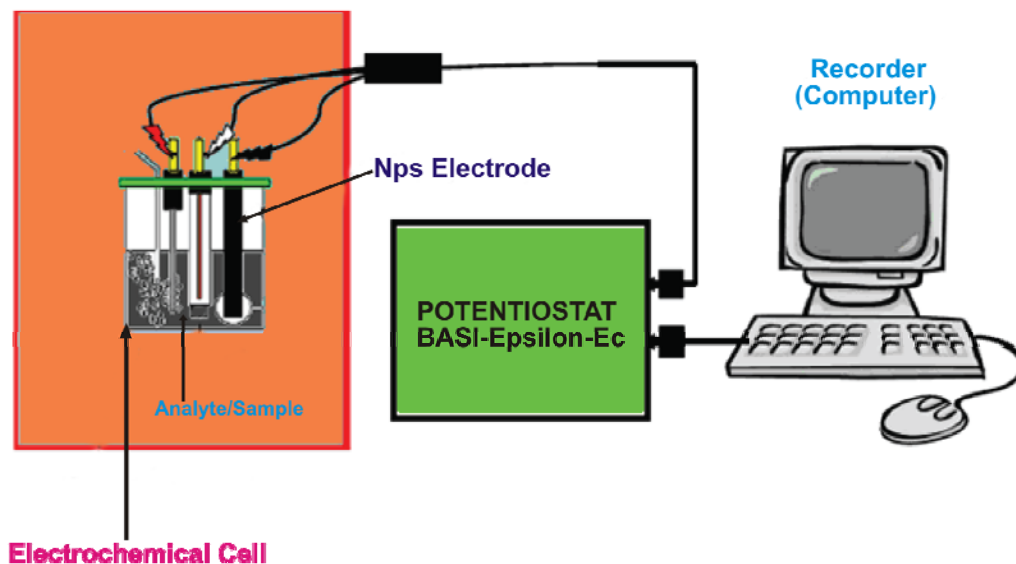 Recorder
(Computer)
Nps Electrode
POTENTIOSTAT
BASI-Epsilon-Ec
Analyte/Sample
Electrochemical Cell